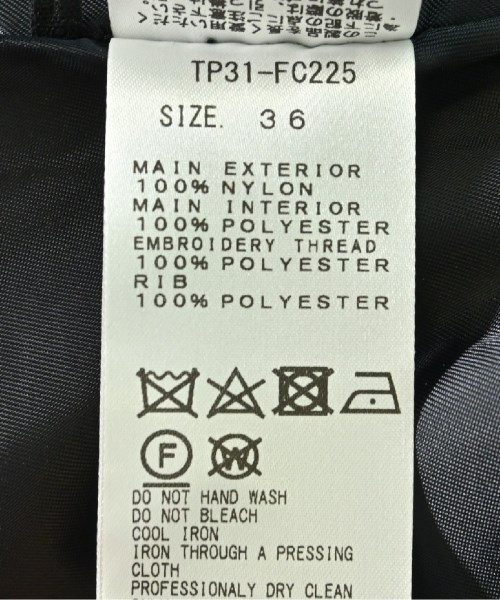 TP31-FC225
SIZE. 36
MAIN EXTERIOR
100% NYLON
MAIN INTERIOR
100% POLYESTER
EMBROIDERY THREAD
100% POLYESTER
RIB
100% POLYESTER
F
W
DO NOT HAND WASH
DO NOT BLEACH
COOL IRON
IRON THROUGH A PRESSING
CLOTH
PROFESSIONALY DRY CLEAN